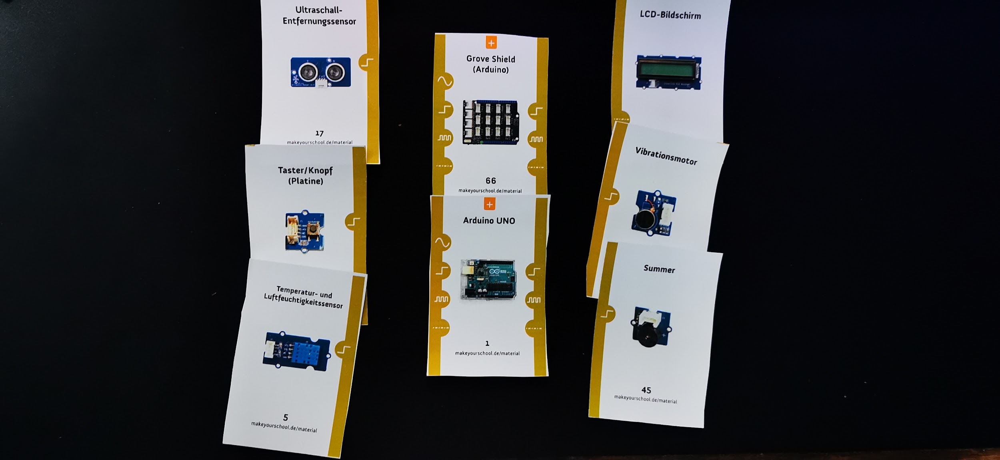 Ultraschall-
Entfernungssensor
17
makeyourschool.de/material
Taster/Knopf
(Platine)
Temperatur- und
Luftfeuchtigkeitssensor
5
makeyourschool.de/material
Grove Shield
(Arduino)
66
makeyourschool.de/material
Arduino UNO
1
makeyourschool.de/material
LCD-Bildschirm
Vibrationsmotor
Summer
45
makeyourschool.de/material